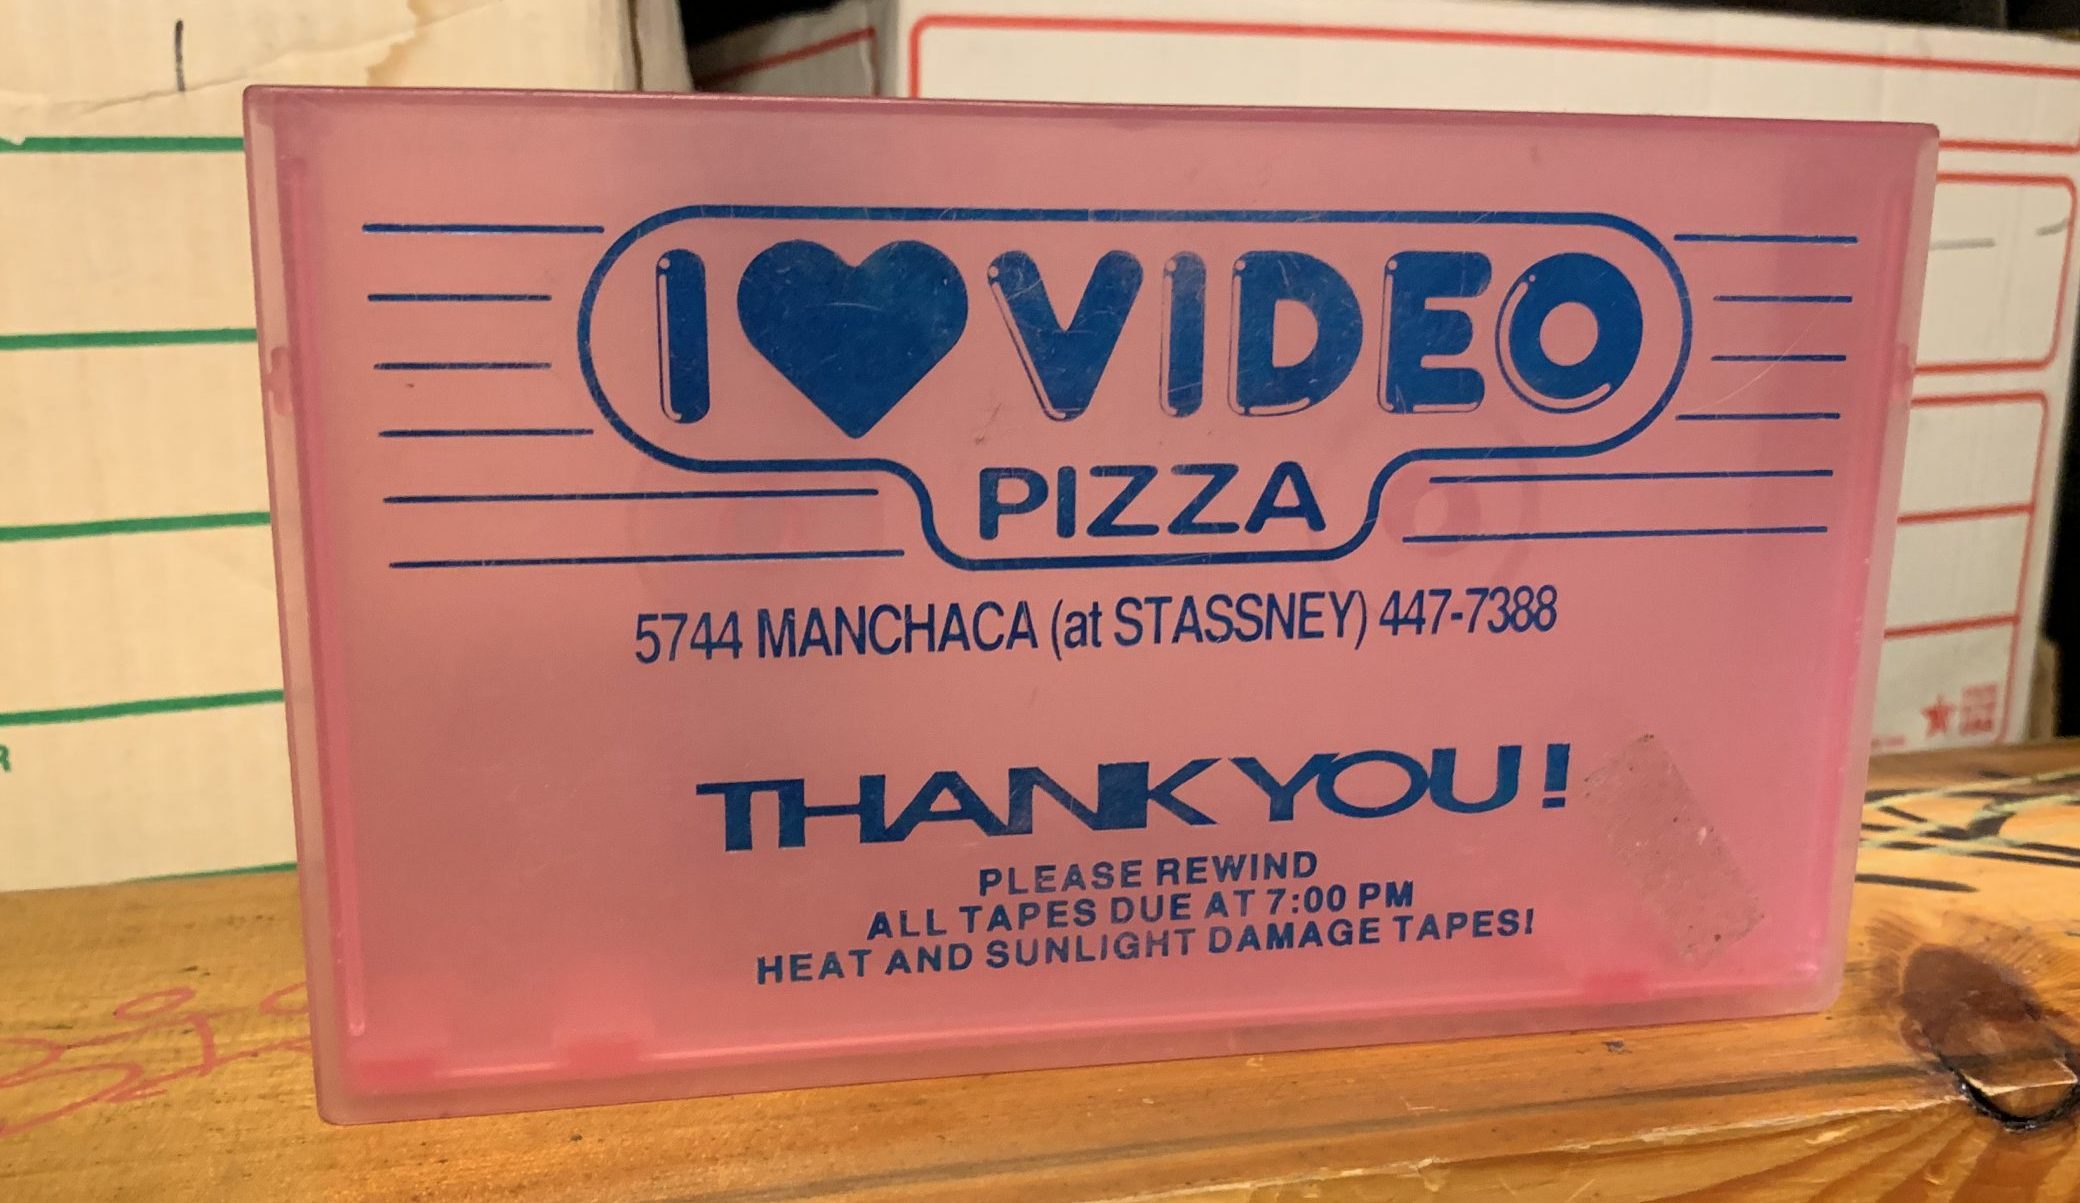 I ♥ VIDEO
PIZZA
5744 MANCHACA (at STASSNEY) 447-7388
THANK YOU!
PLEASE REWIND
ALL TAPES DUE AT 7:00 PM
HEAT AND SUNLIGHT DAMAGE TAPES!